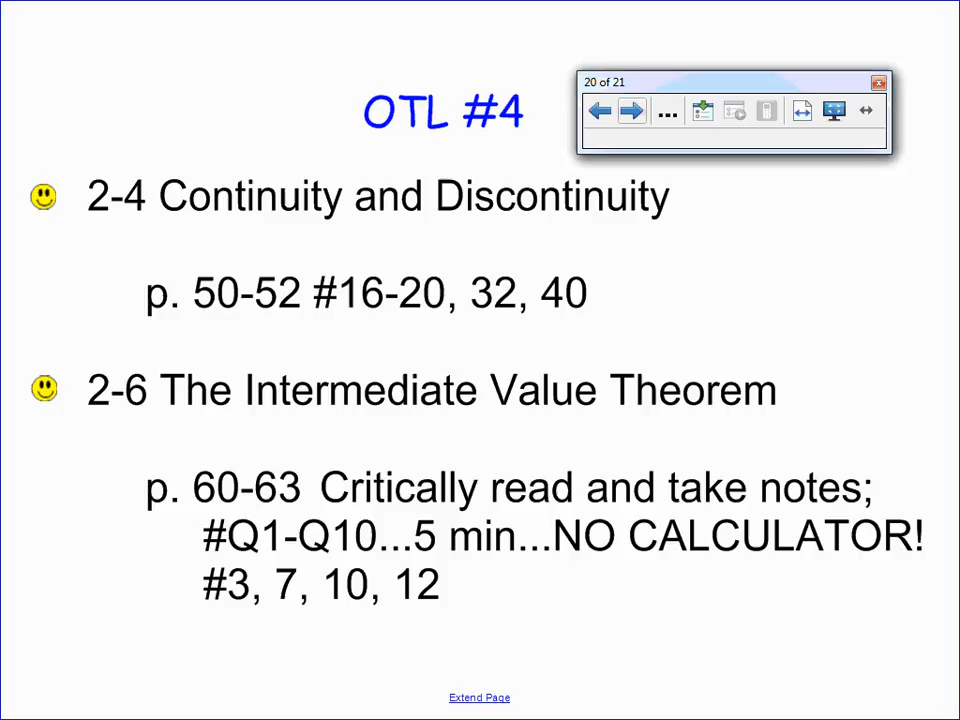 20 of 21
OTL #4
2-4 Continuity and Discontinuity
p. 50-52 #16-20, 32, 40
2-6 The Intermediate Value Theorem
p. 60-63 Critically read and take notes;
#Q1-Q10...5 min...NO CALCULATOR!
#3, 7, 10, 12
Extend Page